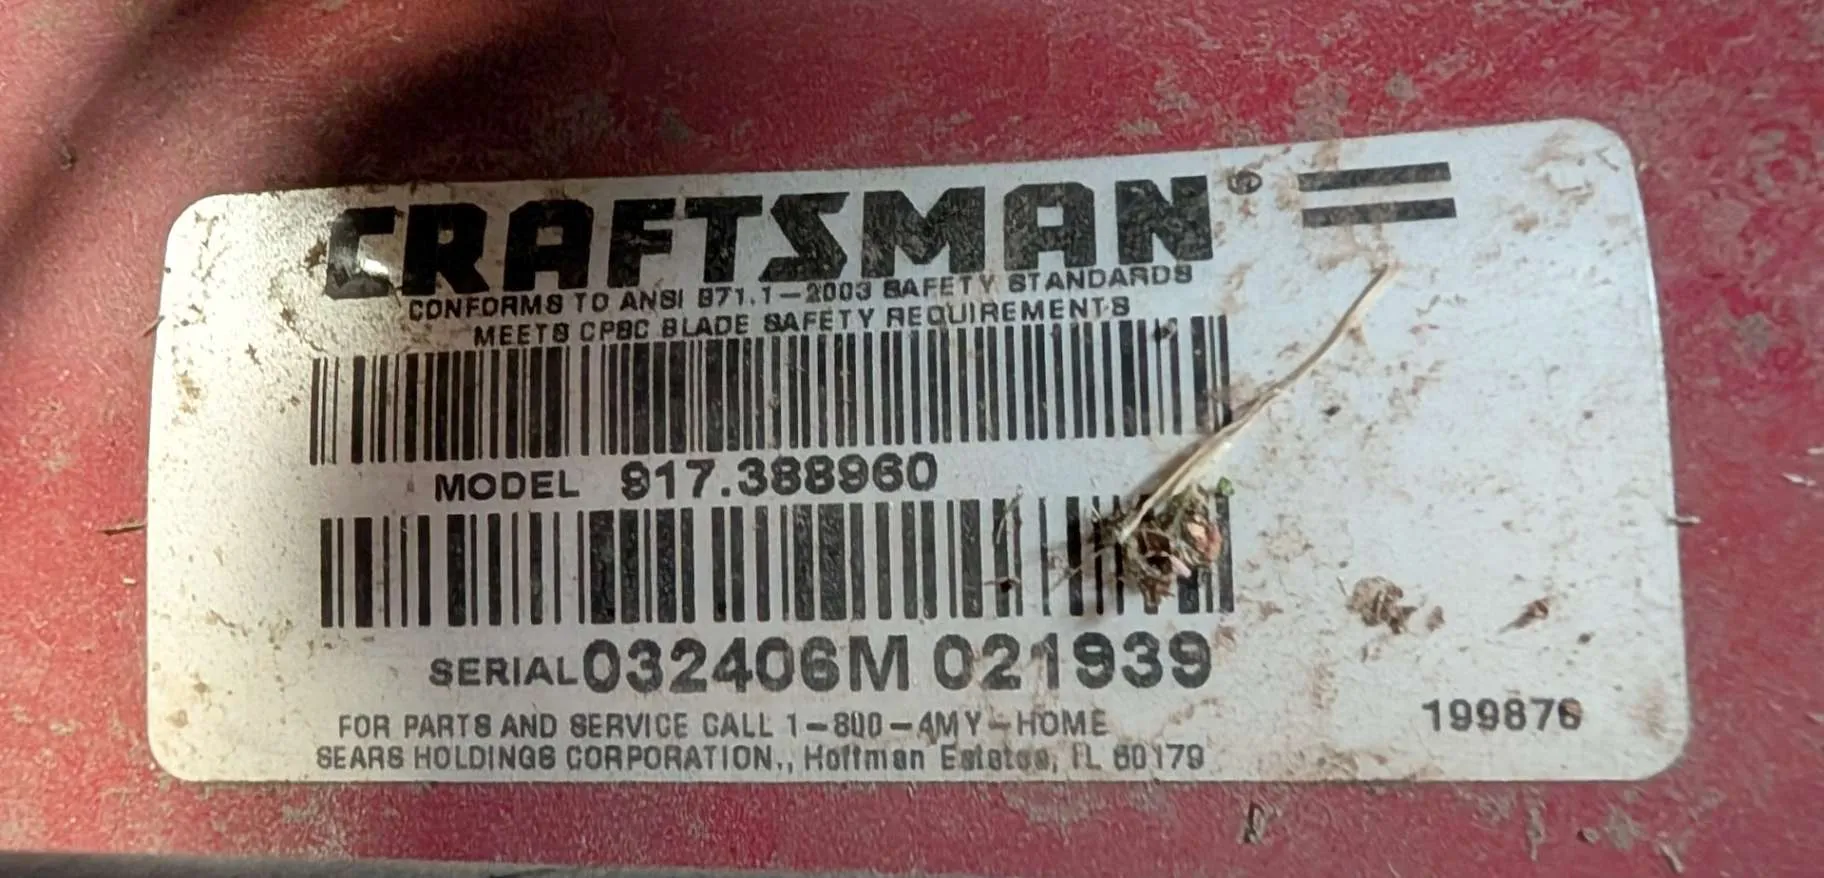 CRAFTSMAN®
CONFORMS TO ANSI B71.1-2003 SAFETY STANDARDS
MEETS CPSC BLADE SAFETY REQUIREMENTS
MODEL 917.388960
SERIAL 032406M 021939
FOR PARTS AND SERVICE CALL 1-800-4MY-HOME
SEARS HOLDINGS CORPORATION., Hoffman Estates, IL 60179
199876